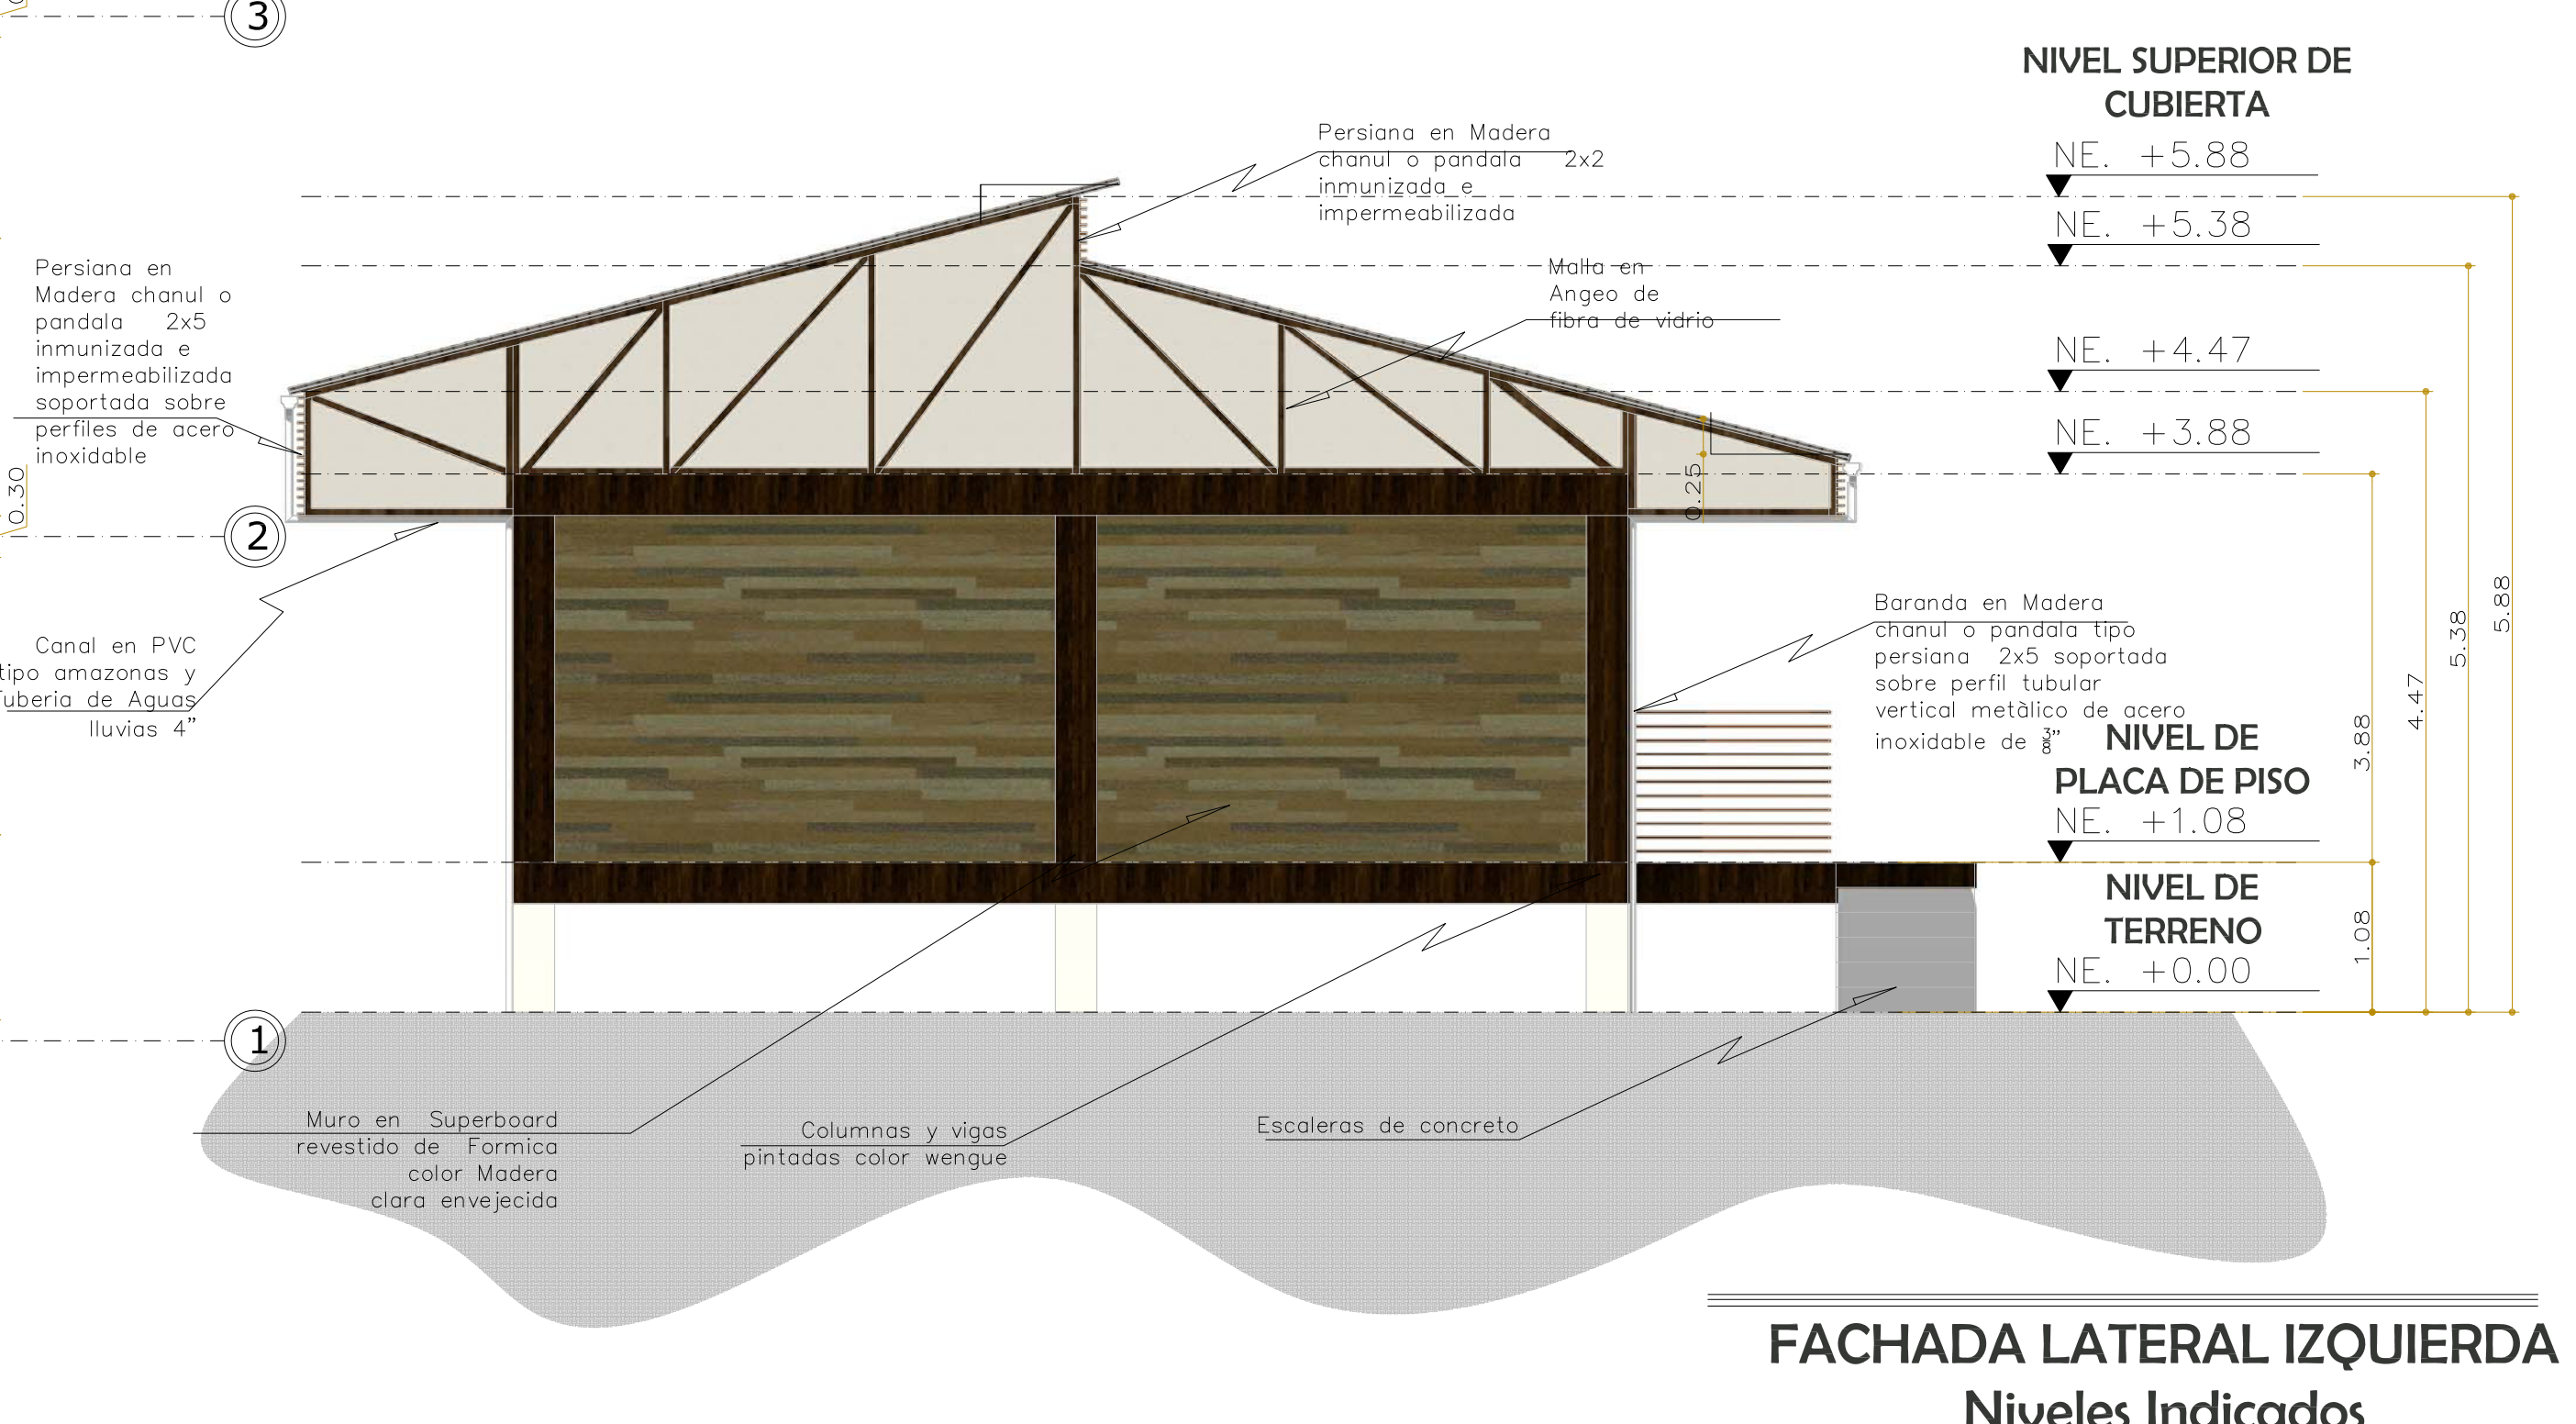 3
NIVEL SUPERIOR DE
CUBIERTA
NE. +5.88
NE. +5.38
NE. +4.47
NE. +3.88
Persiana en Madera
chanul o pandala 2x2
inmunizada e
impermeabilizada
Malla en
Angeo de
fibra de vidrio
Persiana en
Madera chanul o
pandala 2x5
inmunizada e
impermeabilizada
soportada sobre
perfiles de acero
inoxidable
0.30
2
0.25
Canal en PVC
tipo amazonas y
Tuberia de Aguas
lluvias 4"
Baranda en Madera
chanul o pandala tipo
persiana 2x5 soportada
sobre perfil tubular
vertical metàlico de acero
inoxidable de 3/8"
NIVEL DE
PLACA DE PISO
NE. +1.08
NIVEL DE
TERRENO
NE. +0.00
1.08
3.88
4.47
5.38
5.88
1
Muro en Superboard
revestido de Formica
color Madera
clara envejecida
Columnas y vigas
pintadas color wengue
Escaleras de concreto
FACHADA LATERAL IZQUIERDA
Niveles Indicados